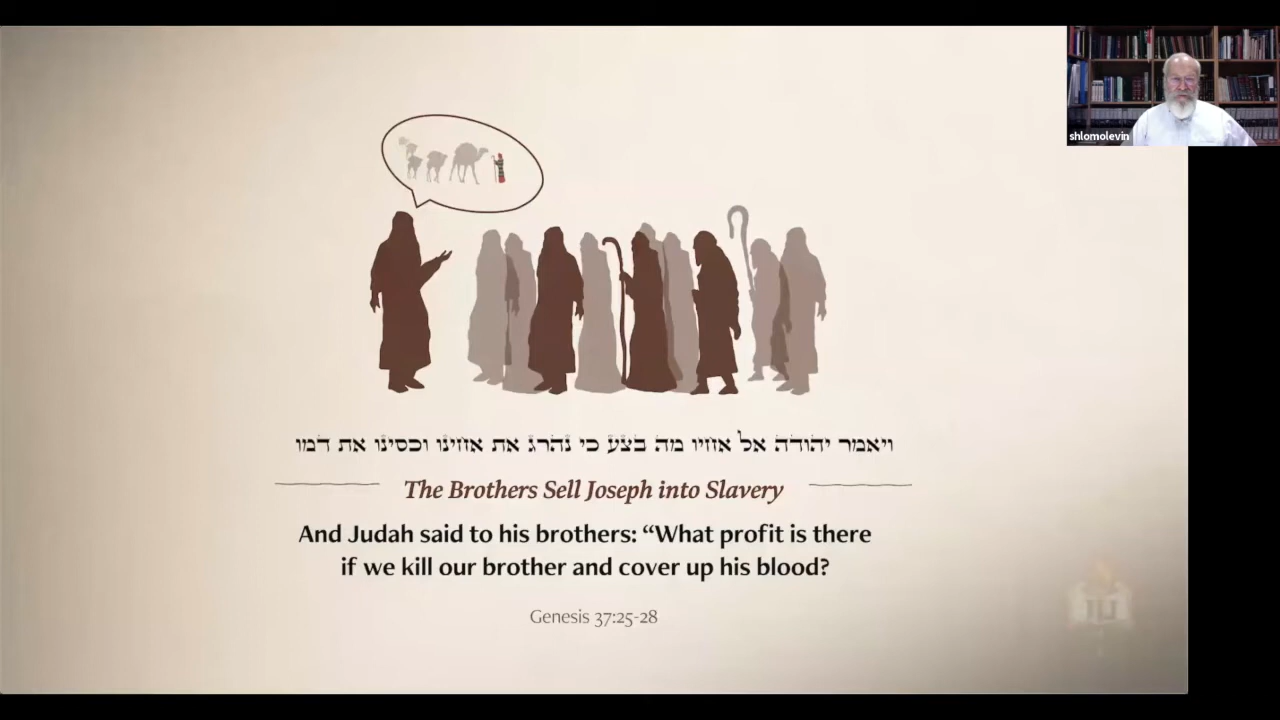 shlomolevin
ויאמר יהודה אל אחיו מה בצע כי נהרג את אחינו וכסינו את דמו
The Brothers Sell Joseph into Slavery
And Judah said to his brothers: “What profit is there
if we kill our brother and cover up his blood?
Genesis 37:25-28